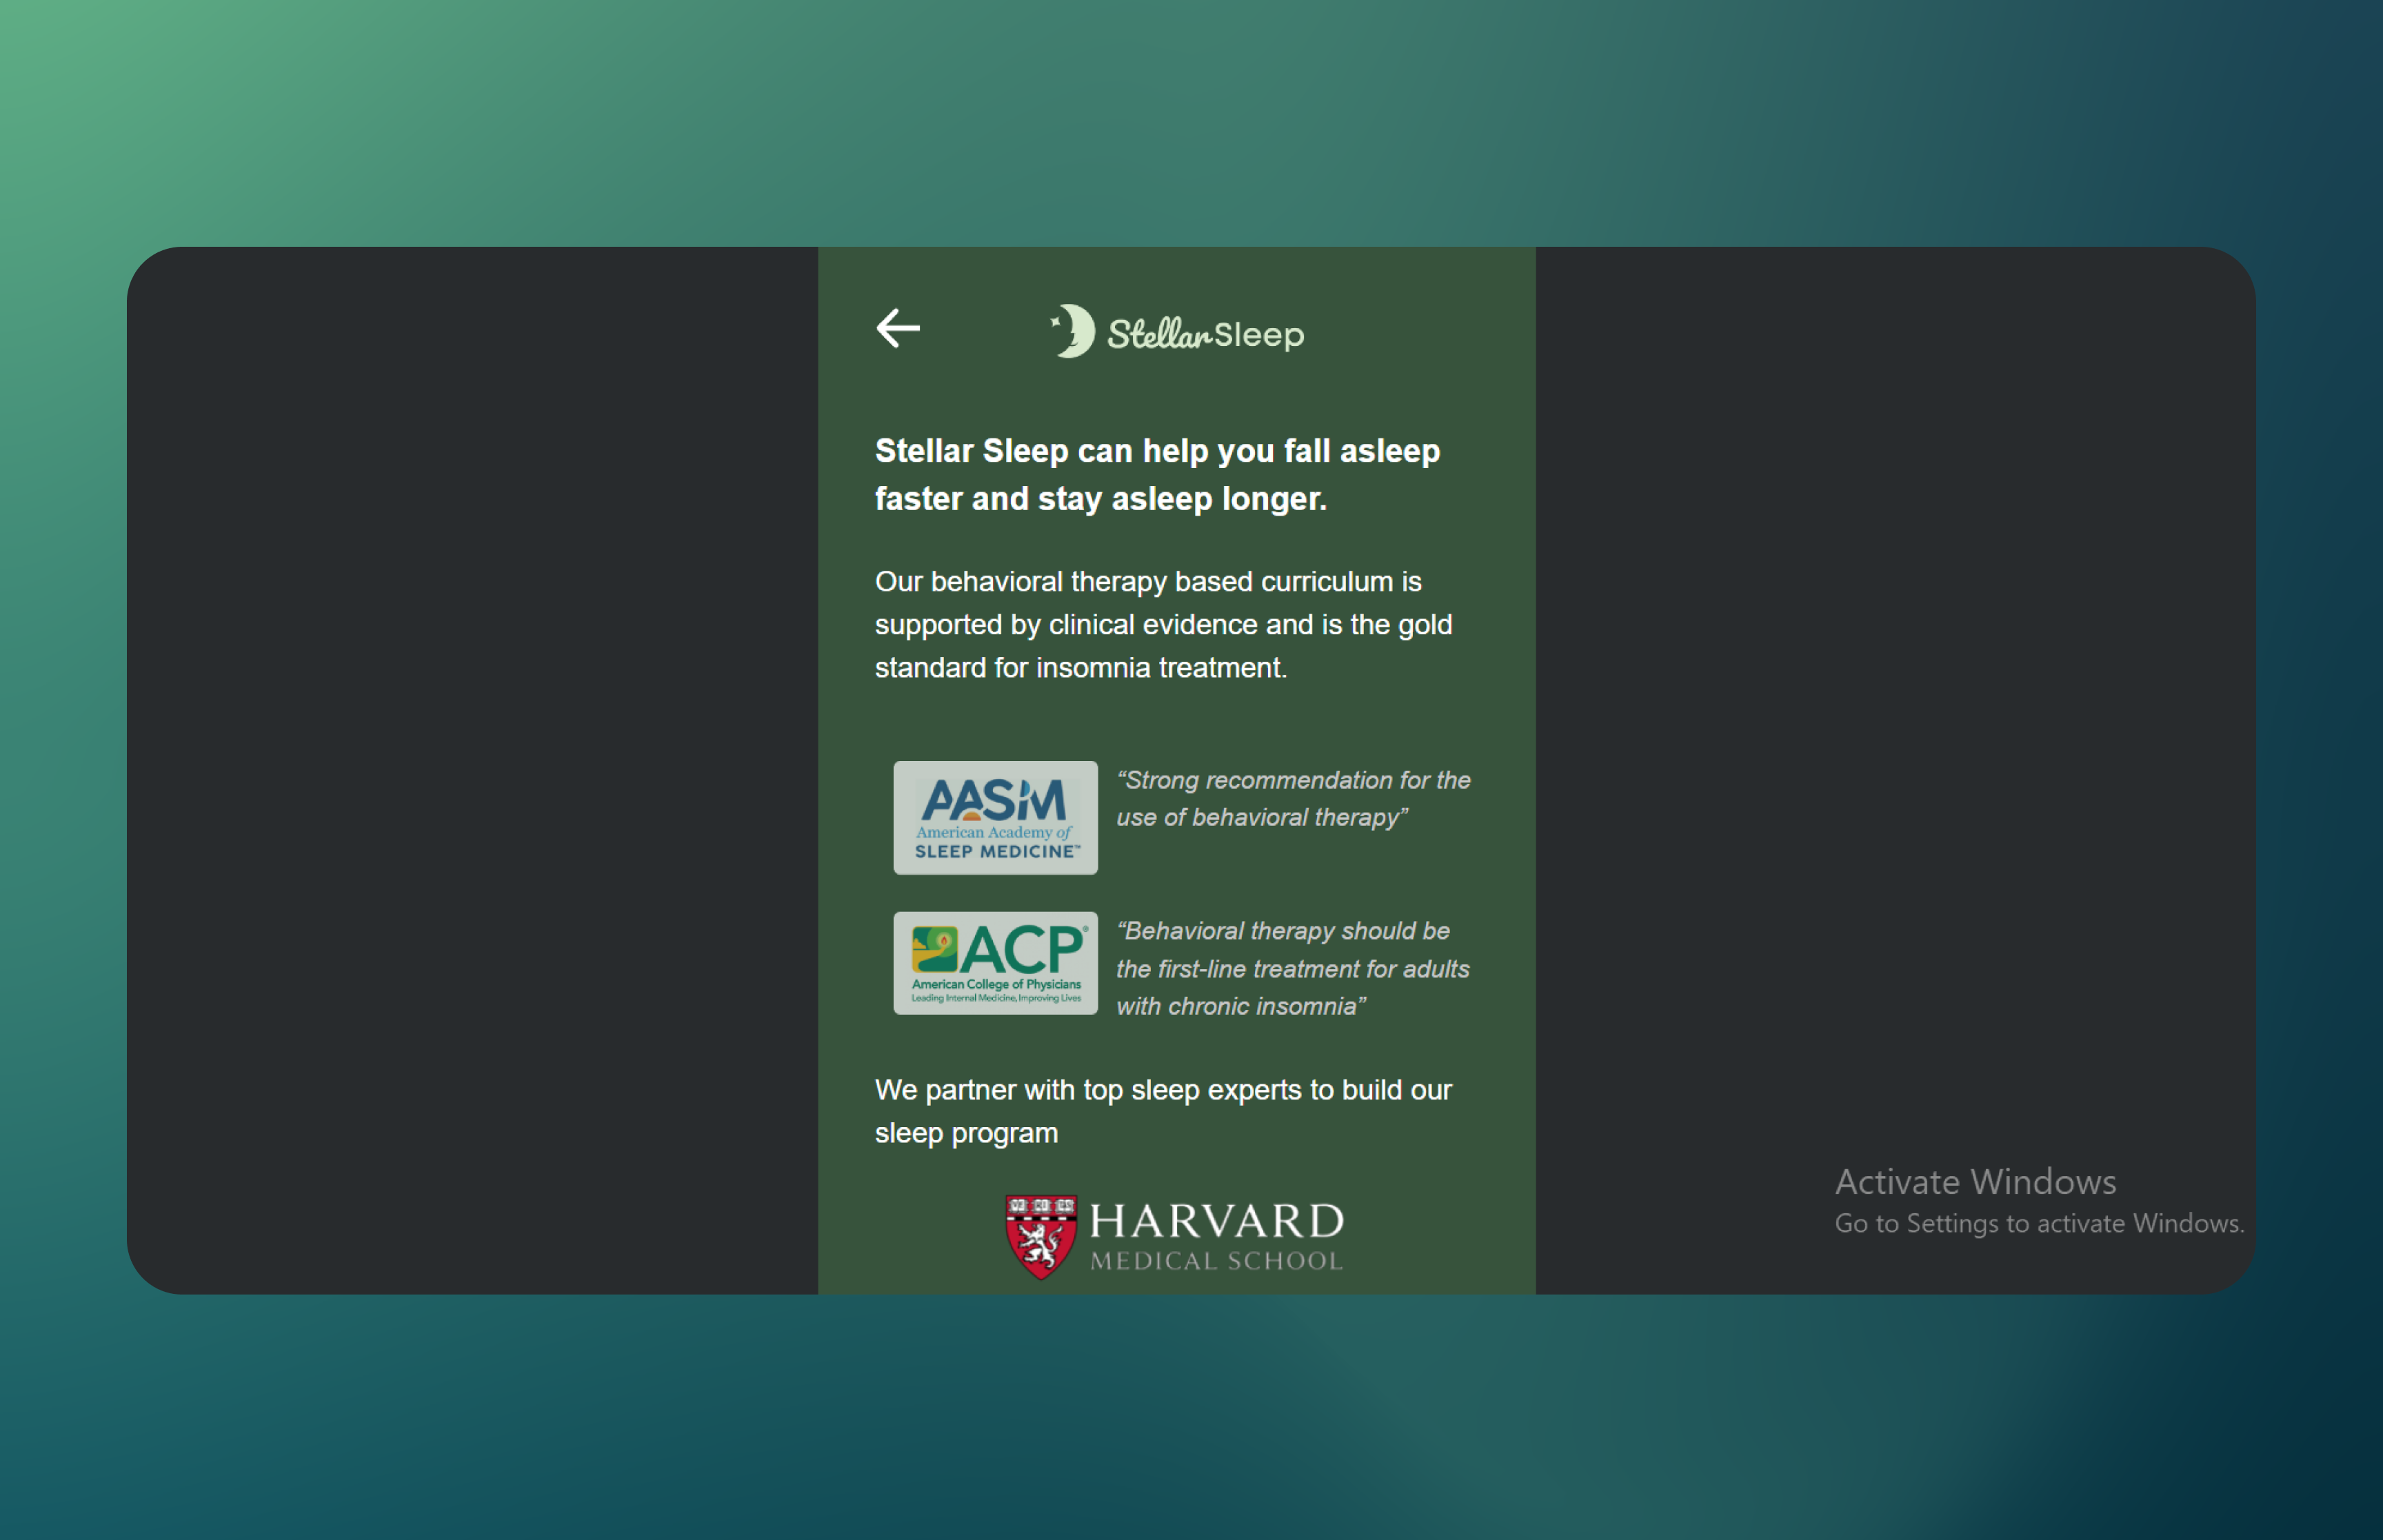 StellarSleep
Stellar Sleep can help you fall asleep
faster and stay asleep longer.
Our behavioral therapy based curriculum is
supported by clinical evidence and is the gold
standard for insomnia treatment.
AASM
American Academy of
SLEEP MEDICINE™
“Strong recommendation for the
use of behavioral therapy”
ACP®
American College of Physicians
Leading Internal Medicine, Improving Lives
“Behavioral therapy should be
the first-line treatment for adults
with chronic insomnia”
We partner with top sleep experts to build our
sleep program
HARVARD
MEDICAL SCHOOL
Activate Windows
Go to Settings to activate Windows.